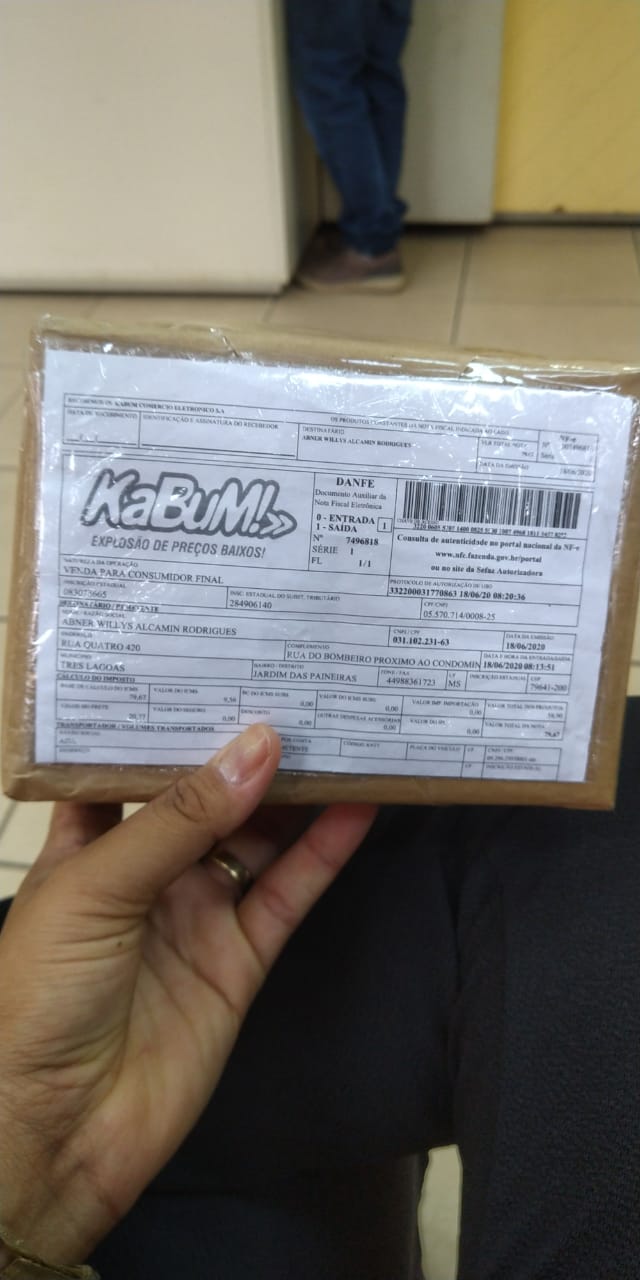 RECEBEMOS DE KABUM COMERCIO ELETRONICO S.A OS PRODUTOS CONSTANTES DA NOTA FISCAL INDICADA AO LADO
DATA DE RECEBIMENTO IDENTIFICAÇÃO E ASSINATURA DO RECEBEDOR DESTINATÁRIO VLR TOTAL NOTA NF-e
ABNER WILLYS ALCAMIN RODRIGUES Nº
DATA DA EMISSÃO Série
18/06/2020
KaBuM!
EXPLOSÃO DE PREÇOS BAIXOS!
DANFE
Documento Auxiliar da
Nota Fiscal Eletrônica
0 - ENTRADA
1 - SAÍDA 1
Nº 7496818
SÉRIE 1
FL 1/1
Consulta de autenticidade no portal nacional da NF-e
www.nfe.fazenda.gov.br/portal
ou no site da Sefaz Autorizadora
NATUREZA DA OPERAÇÃO PROTOCOLO DE AUTORIZAÇÃO DE USO
VENDA PARA CONSUMIDOR FINAL 332200031770863 18/06/20 08:20:36
INSCRIÇÃO ESTADUAL INSC. ESTADUAL DO SUBST. TRIBUTÁRIO CNPJ/CPF
083073665 284906140 05.570.714/0008-25
DESTINATÁRIO / REMETENTE
NOME / RAZÃO SOCIAL CNPJ / CPF DATA DA EMISSÃO
ABNER WILLYS ALCAMIN RODRIGUES 031.102.231-63 18/06/2020
ENDEREÇO COMPLEMENTO DATA E HORA DA ENTRADA/SAÍDA
RUA QUATRO 420 RUA DO BOMBEIRO PROXIMO AO CONDOMIN 18/06/2020 08:13:51
MUNICÍPIO BAIRRO / DISTRITO FONE / FAX UF INSCRIÇÃO ESTADUAL CEP
TRES LAGOAS JARDIM DAS PAINEIRAS 44988361723 MS 79641-200
CÁLCULO DO IMPOSTO
BASE DE CÁLCULO DO ICMS VALOR DO ICMS BC DO ICMS SUBS VALOR DO ICMS SUBS VALOR IMP. IMPORTAÇÃO VALOR TOTAL DOS PRODUTOS
79,67 9,56 0,00 0,00 0,00 58,90
VALOR DO FRETE VALOR DO SEGURO DESCONTO OUTRAS DESPESAS ACESSÓRIAS VALOR DO IPI VALOR TOTAL DA NOTA
20,77 0,00 0,00 0,00 0,00 79,67
TRANSPORTADOR / VOLUMES TRANSPORTADOS
RAZÃO SOCIAL POR CONTA CÓDIGO ANTT PLACA DO VEÍCULO UF CNPJ / CPF
AZUL
ENDEREÇO UF INSCRIÇÃO ESTADUAL